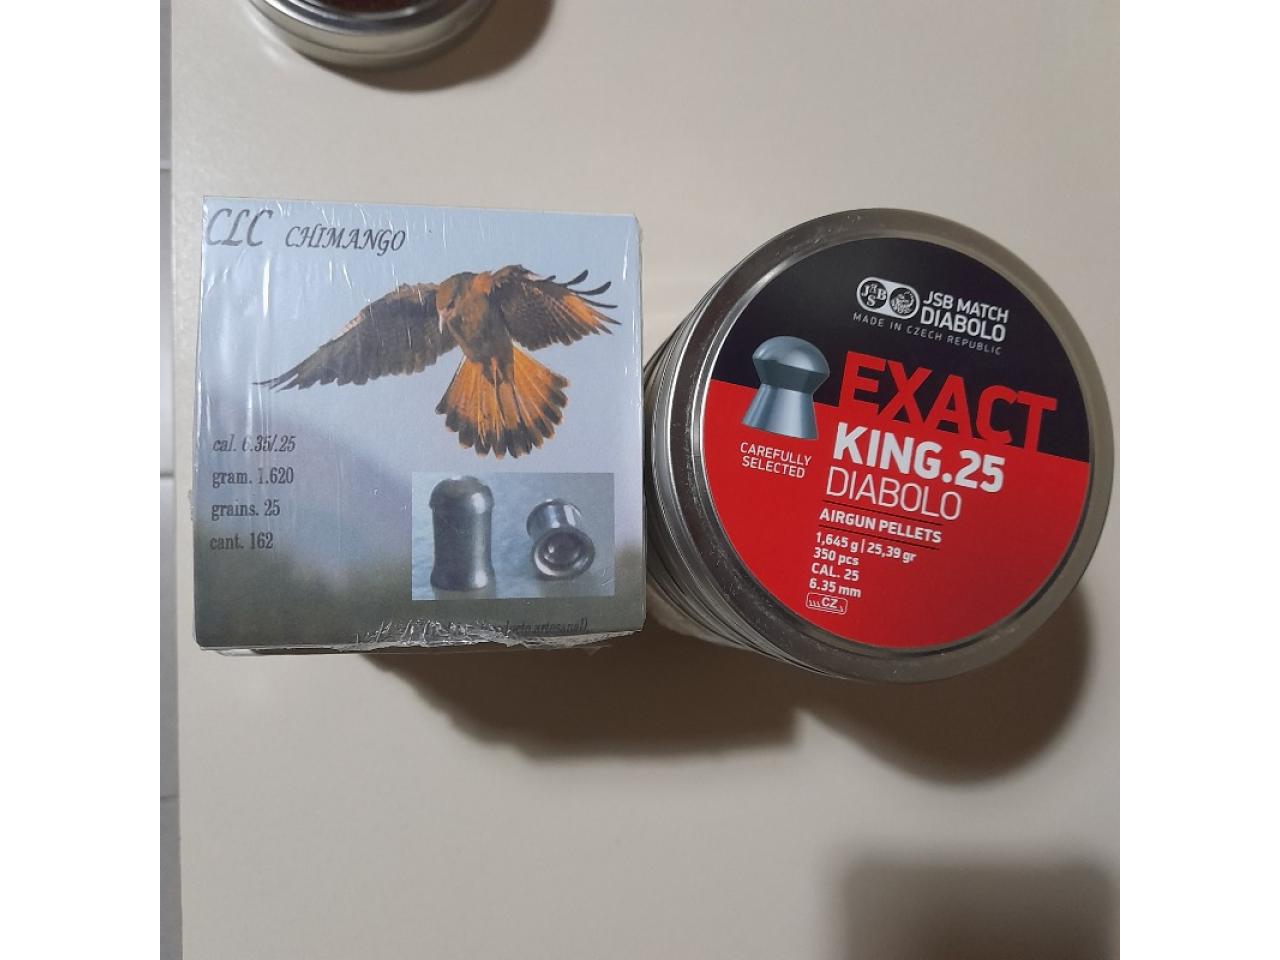 CLC CHIMANGO
cal. 6.35/.25
gram. 1.620
grains. 25
cant. 162
artesanal)
JSB
JSB MATCH
DIABOLO
MADE IN CZECH REPUBLIC
EXACT
KING.25
DIABOLO
CAREFULLY
SELECTED
AIRGUN PELLETS
1,645 g | 25,39 gr
350 pcs
CAL. 25
6.35 mm
CZ